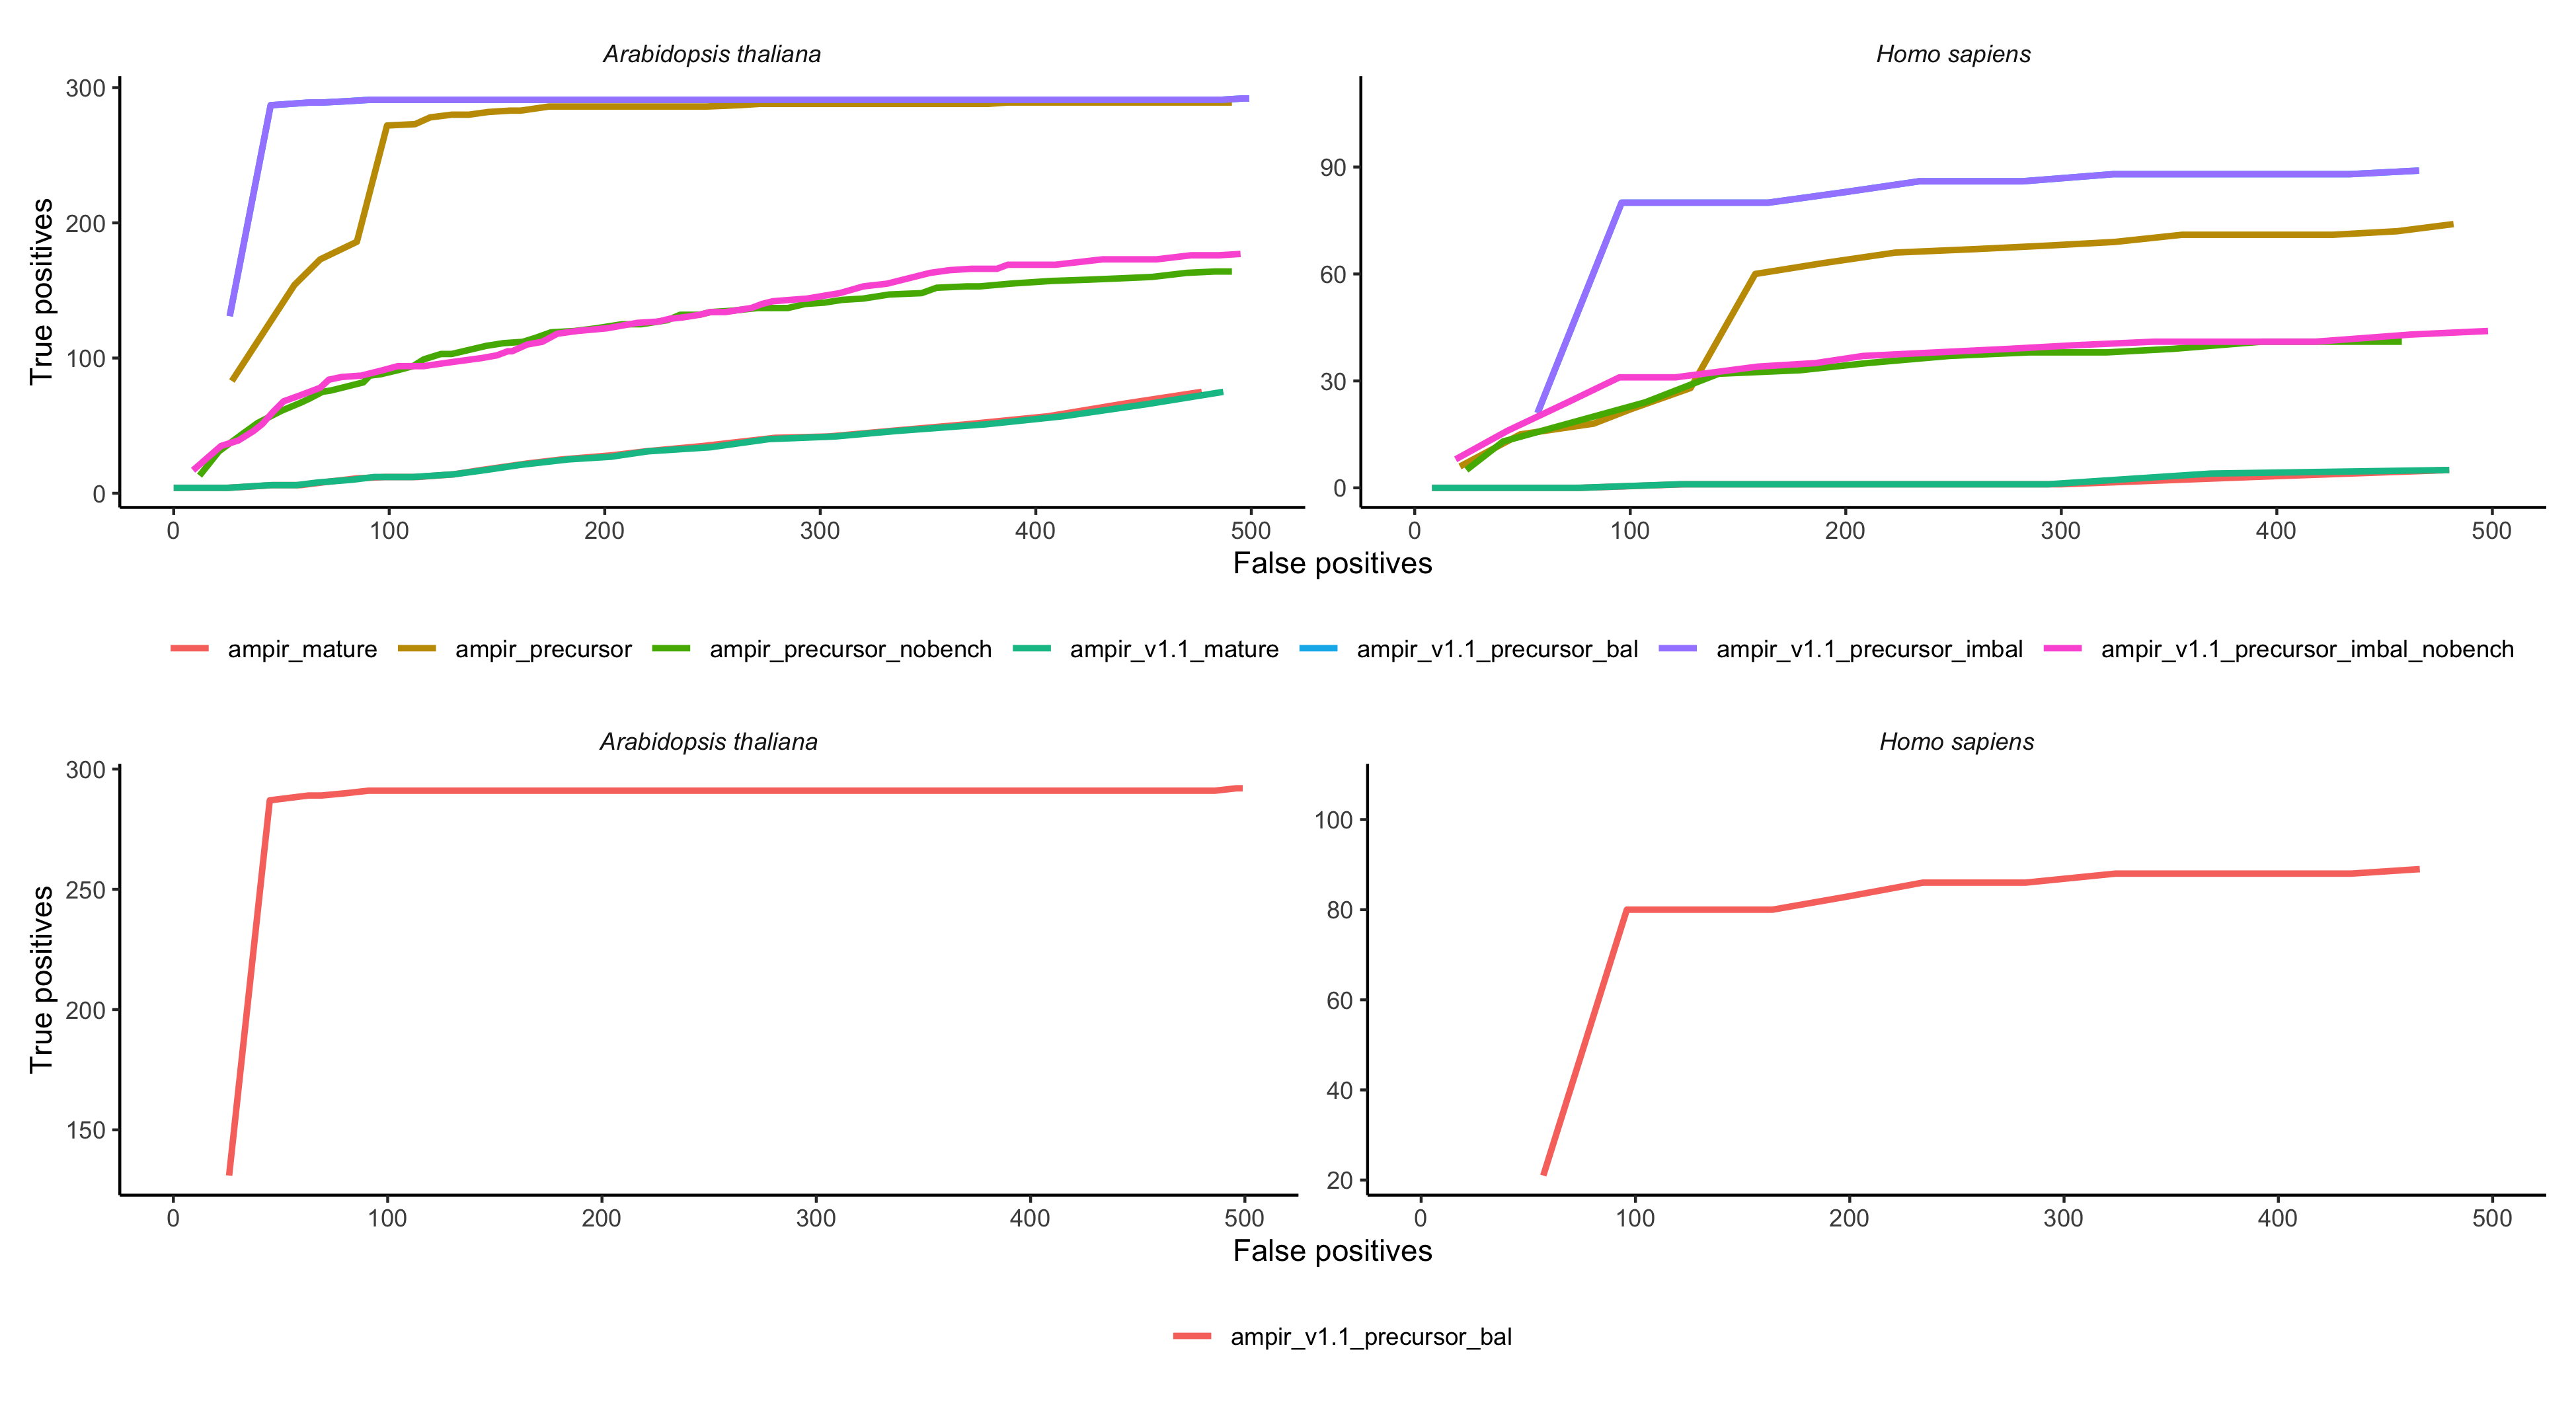 Arabidopsis thaliana
Homo sapiens
True positives
300
200
100
0
90
60
30
0
0 100 200 300 400 500
0 100 200 300 400 500
False positives
ampir_mature ampir_precursor ampir_precursor_nobench ampir_v1.1_mature ampir_v1.1_precursor_bal ampir_v1.1_precursor_imbal ampir_v1.1_precursor_imbal_nobench
Arabidopsis thaliana
Homo sapiens
True positives
300
250
200
150
100
80
60
40
20
0 100 200 300 400 500
0 100 200 300 400 500
False positives
ampir_v1.1_precursor_bal